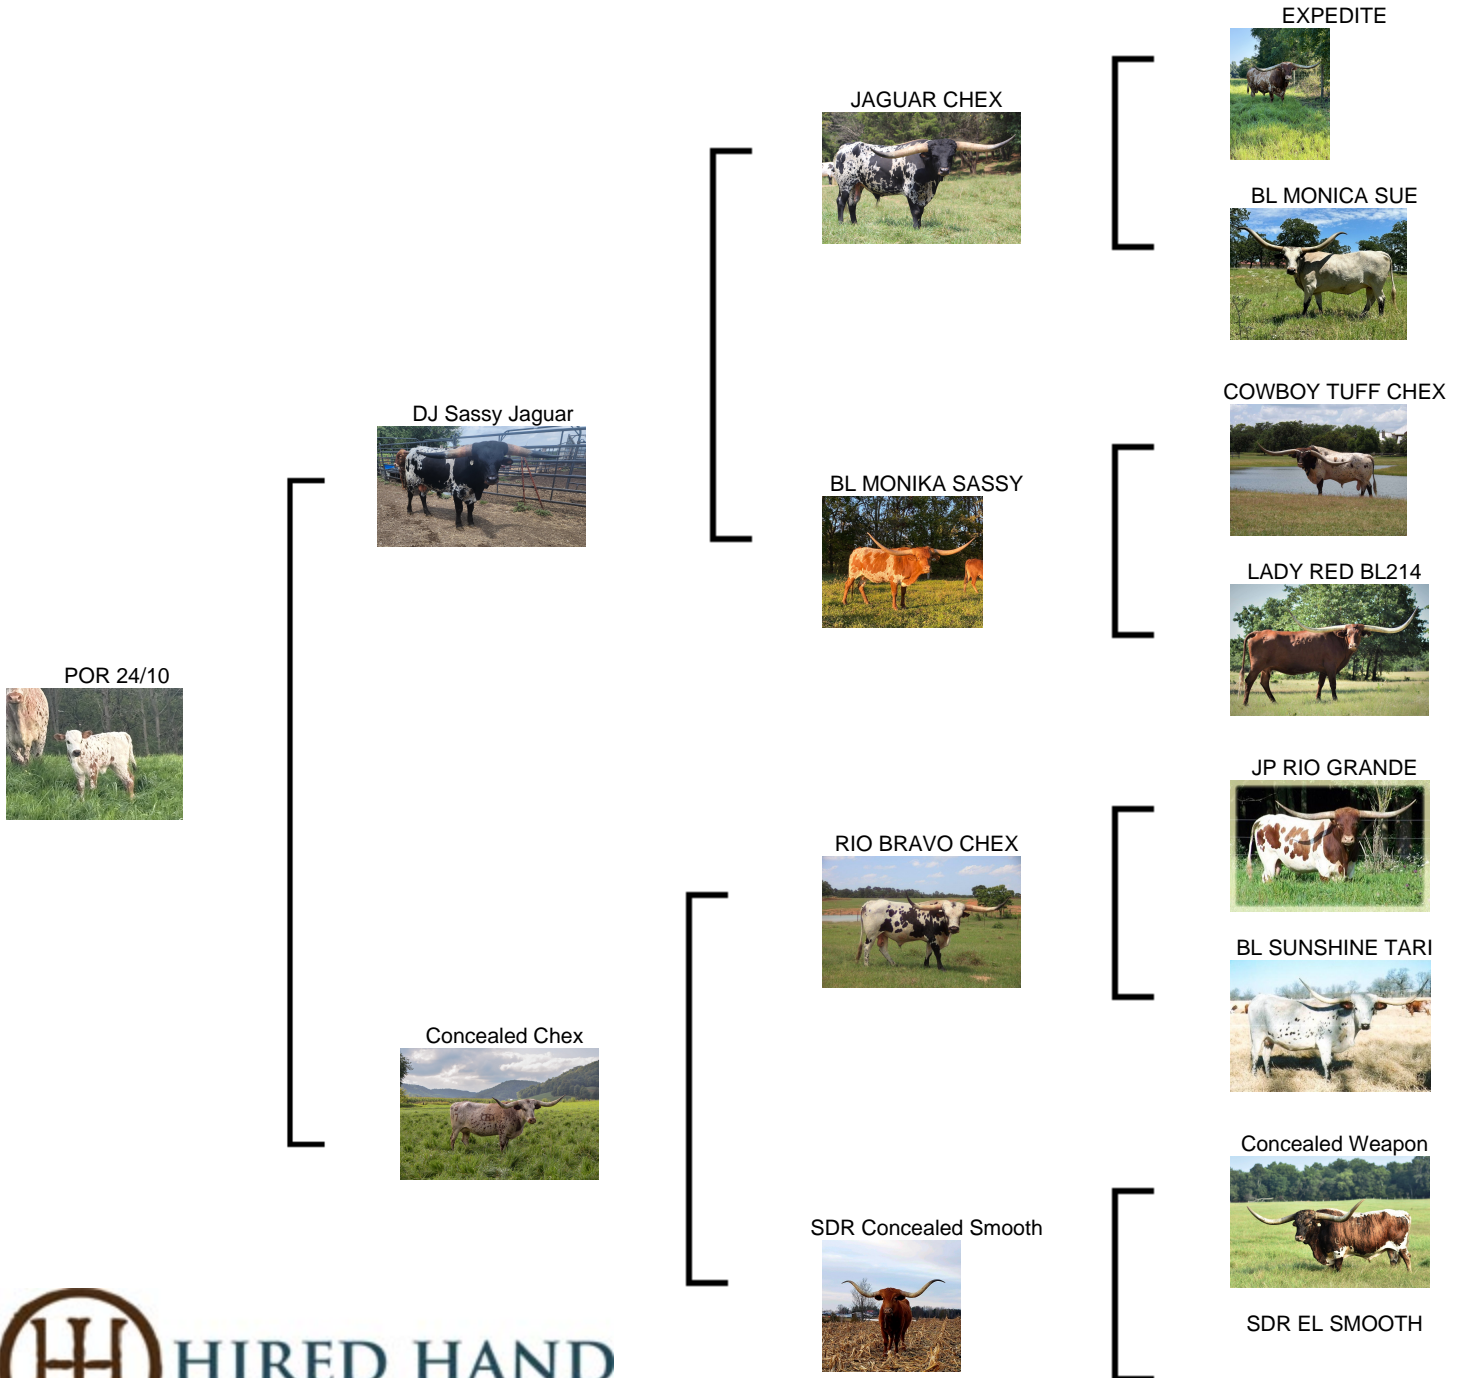 EXPEDITE
JAGUAR CHEX
BL MONICA SUE
COWBOY TUFF CHEX
DJ Sassy Jaguar
BL MONIKA SASSY
LADY RED BL214
POR 24/10
JP RIO GRANDE
RIO BRAVO CHEX
BL SUNSHINE TARI
Concealed Chex
Concealed Weapon
SDR Concealed Smooth
SDR EL SMOOTH
HIRED HAND